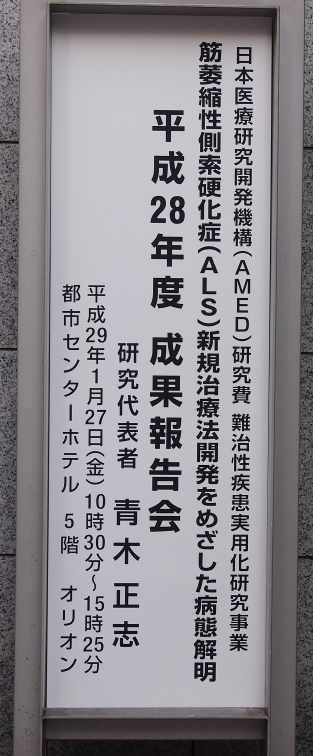 日本医療研究開発機構(AMED)研究費 難治性疾患実用化研究事業
筋萎縮性側索硬化症(ALS)新規治療法開発をめざした病態解明
平成28年度 成果報告会
研究代表者 青木正志
平成29年1月27日(金)10時30分~15時25分
都市センターホテル 5階 オリオン